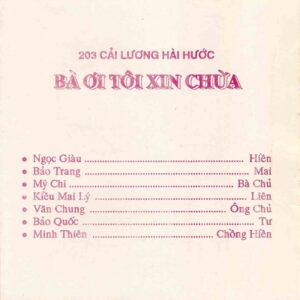 203 CẢI LƯƠNG HÀI HƯỚC
BÀ ƠI TÔI XIN CHỪA
• Ngọc Giàu ........................................ Hiền
• Bảo Trang ........................................ Mai
• Mỹ Chi ........................................ Bà Chủ
• Kiều Mai Lý ........................................ Liên
• Văn Chung ........................................ Ông Chủ
• Bảo Quốc ........................................ Tư
• Minh Thiên ........................................ Chồng Hiền